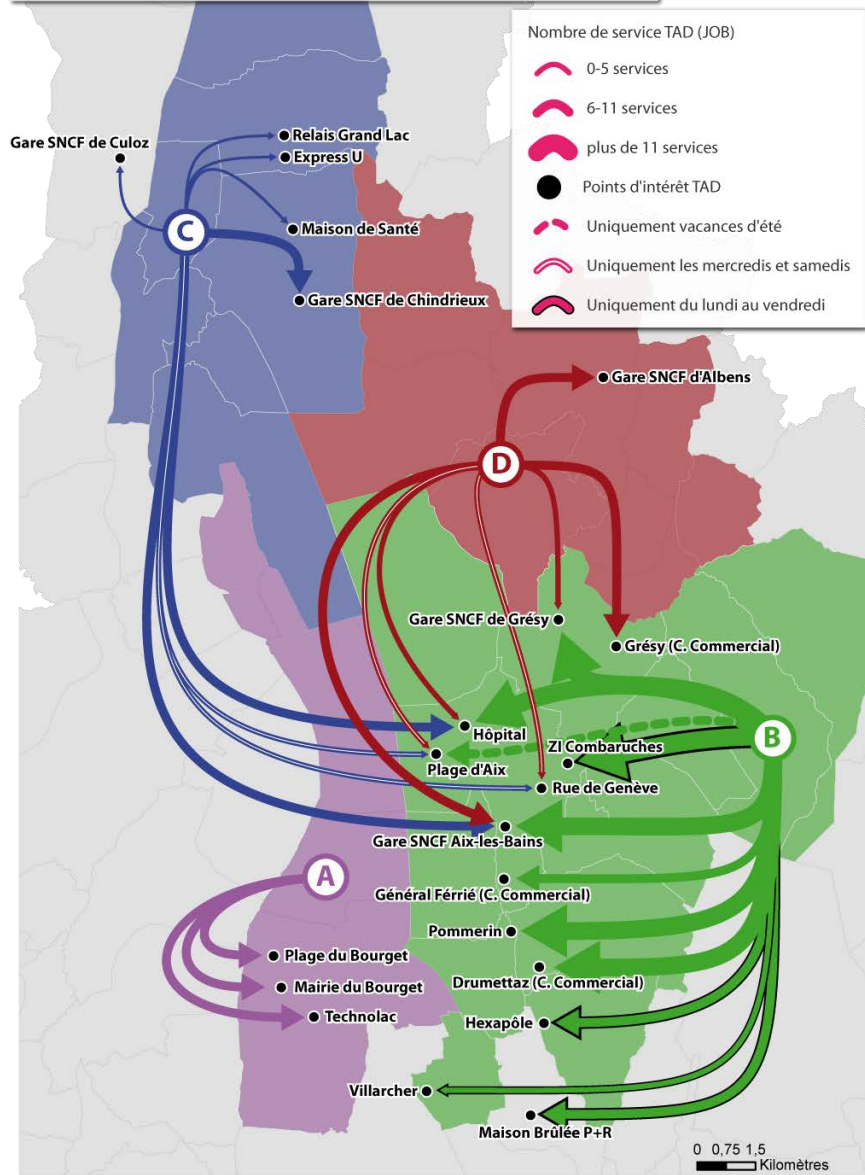 Nombre de service TAD (JOB)
0-5 services
6-11 services
plus de 11 services
Points d'intérêt TAD
Uniquement vacances d'été
Uniquement les mercredis et samedis
Uniquement du lundi au vendredi
Gare SNCF de Culoz
Relais Grand Lac
Express U
C
Maison de Santé
Gare SNCF de Chindrieux
Gare SNCF d'Albens
D
Gare SNCF de Grésy
Grésy (C. Commercial)
Hôpital
B
ZI Combaruches
Plage d'Aix
Rue de Genève
Gare SNCF Aix-les-Bains
A
Général Férrié (C. Commercial)
Pommerin
Plage du Bourget
Drumettaz (C. Commercial)
Mairie du Bourget
Technolac
Hexapôle
Villarcher
Maison Brûlée P+R
0 0,75 1,5
Kilomètres